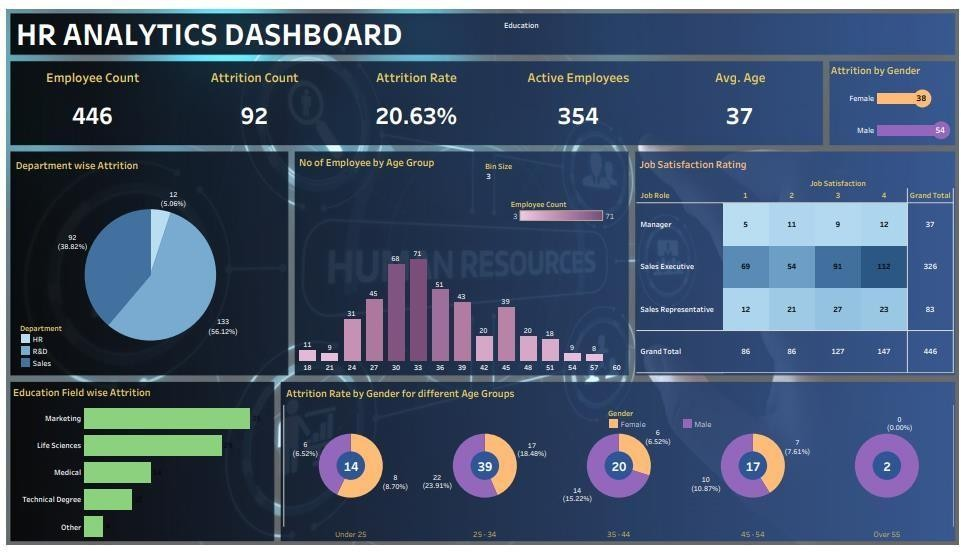 HR ANALYTICS DASHBOARD
Education
Employee Count
Attrition Count
Attrition Rate
Active Employees
Avg. Age
446
92
20.63%
354
37
Attrition by Gender
Female 38
Male 54
Department wise Attrition
12
(5.06%)
92
(38.82%)
133
(56.12%)
Department
HR
R&D
Sales
No of Employee by Age Group
Bin Size
3
Employee Count
3 71
HUMAN RESOURCES
11 9 31 45 68 71 51 43 20 39 20 18 9 8
18 21 24 27 30 33 36 39 42 45 48 51 54 57 60
Job Satisfaction Rating
Job Satisfaction
Job Role 1 2 3 4 Grand Total
Manager 5 11 9 12 37
Sales Executive 69 54 91 112 326
Sales Representative 12 21 27 23 83
Grand Total 86 86 127 147 446
Education Field wise Attrition
Marketing
Life Sciences
Medical
Technical Degree
Other
Attrition Rate by Gender for different Age Groups
Gender
Female Male
6
(6.52%)
14
8
(8.70%)
Under 25
17
(18.48%)
39
22
(23.91%)
25 - 34
6
(6.52%)
20
14
(15.22%)
35 - 44
7
(7.61%)
17
10
(10.87%)
45 - 54
0
(0.00%)
2
Over 55